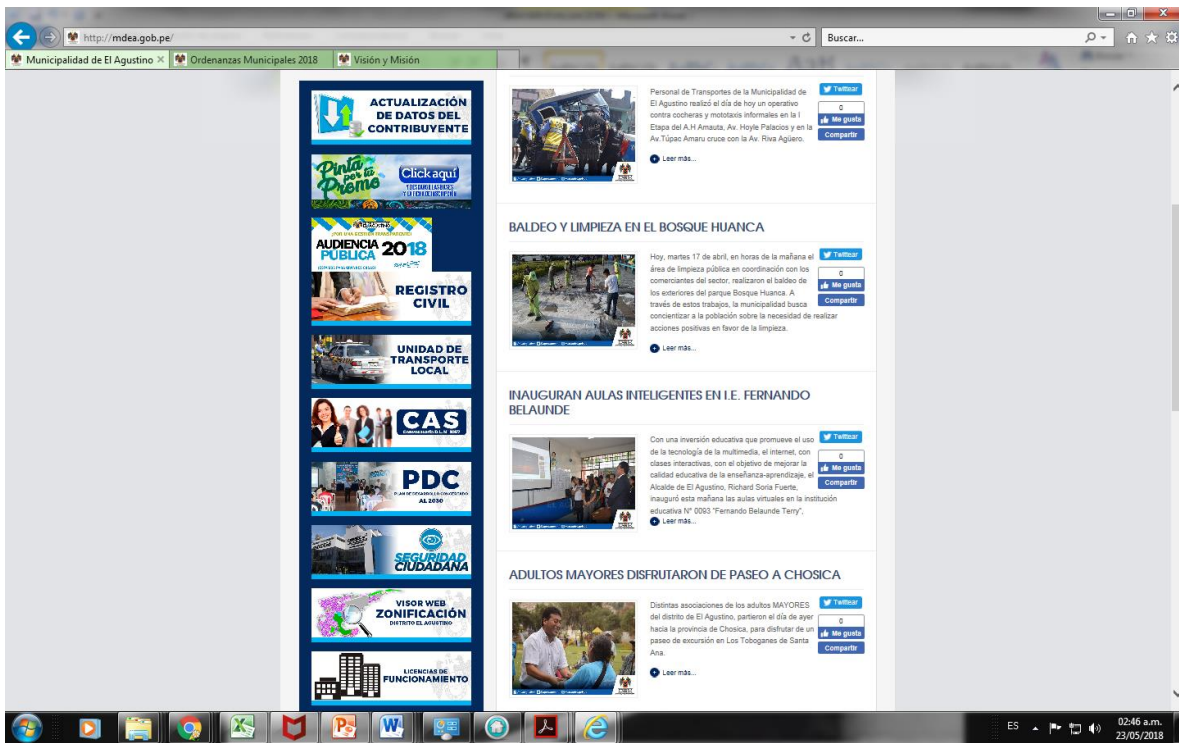 http://mdea.gob.pe/
Buscar...
Municipalidad de El Agustino
Ordenanzas Municipales 2018
Visión y Misión
ACTUALIZACIÓN
DE DATOS DEL
CONTRIBUYENTE
Pinta
por tu
Premo
Click aquí
AUDIENCIA
PÚBLICA 2018
REGISTRO
CIVIL
UNIDAD DE
TRANSPORTE
LOCAL
CAS
PDC
PLAN DE DESARROLLO CONCERTADO
AL 2030
SEGURIDAD
CIUDADANA
VISOR WEB
ZONIFICACIÓN
DISTRITO EL AGUSTINO
LICENCIAS DE
FUNCIONAMIENTO
Personal de Transportes de la Municipalidad de
El Agustino realizó el día de hoy un operativo
contra cocheras y mototaxis informales en la I
Etapa del A.H Amauta, Av. Hoyle Palacios y en la
Av.Túpac Amaru cruce con la Av. Riva Agüero.
Leer más...
Twittear
0
Me gusta
Compartir
BALDEO Y LIMPIEZA EN EL BOSQUE HUANCA
Hoy, martes 17 de abril, en horas de la mañana el
área de limpieza pública en coordinación con los
comerciantes del sector, realizaron el baldeo de
los exteriores del parque Bosque Huanca. A
través de estos trabajos, la municipalidad busca
concientizar a la población sobre la necesidad de realizar
acciones positivas en favor de la limpieza.
Leer más...
Twittear
0
Me gusta
Compartir
INAUGURAN AULAS INTELIGENTES EN I.E. FERNANDO
BELAUNDE
Con una inversión educativa que promueve el uso
de la tecnología de la multimedia, el internet, con
clases interactivas, con el objetivo de mejorar la
calidad educativa de la enseñanza-aprendizaje, el
Alcalde de El Agustino, Richard Soria Fuerte,
inauguró esta mañana las aulas virtuales en la institución
educativa N° 0093 "Fernando Belaunde Terry",
Leer más...
Twittear
0
Me gusta
Compartir
ADULTOS MAYORES DISFRUTARON DE PASEO A CHOSICA
Distintas asociaciones de los adultos MAYORES
del distrito de El Agustino, partieron el día de ayer
hacia la provincia de Chosica, para disfrutar de un
paseo de excursión en Los Toboganes de Santa
Ana.
Leer más...
Twittear
0
Me gusta
Compartir
ES
02:46 a.m.
23/05/2018